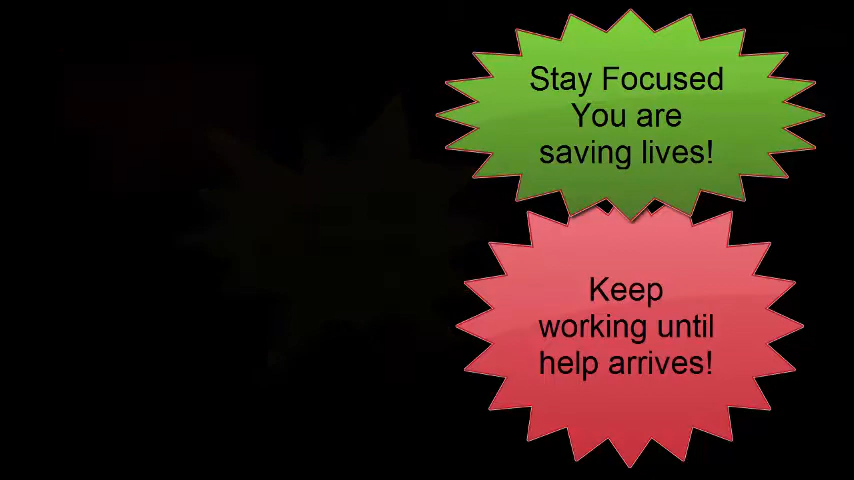 Stay Focused
You are
saving lives!
Keep
working until
help arrives!